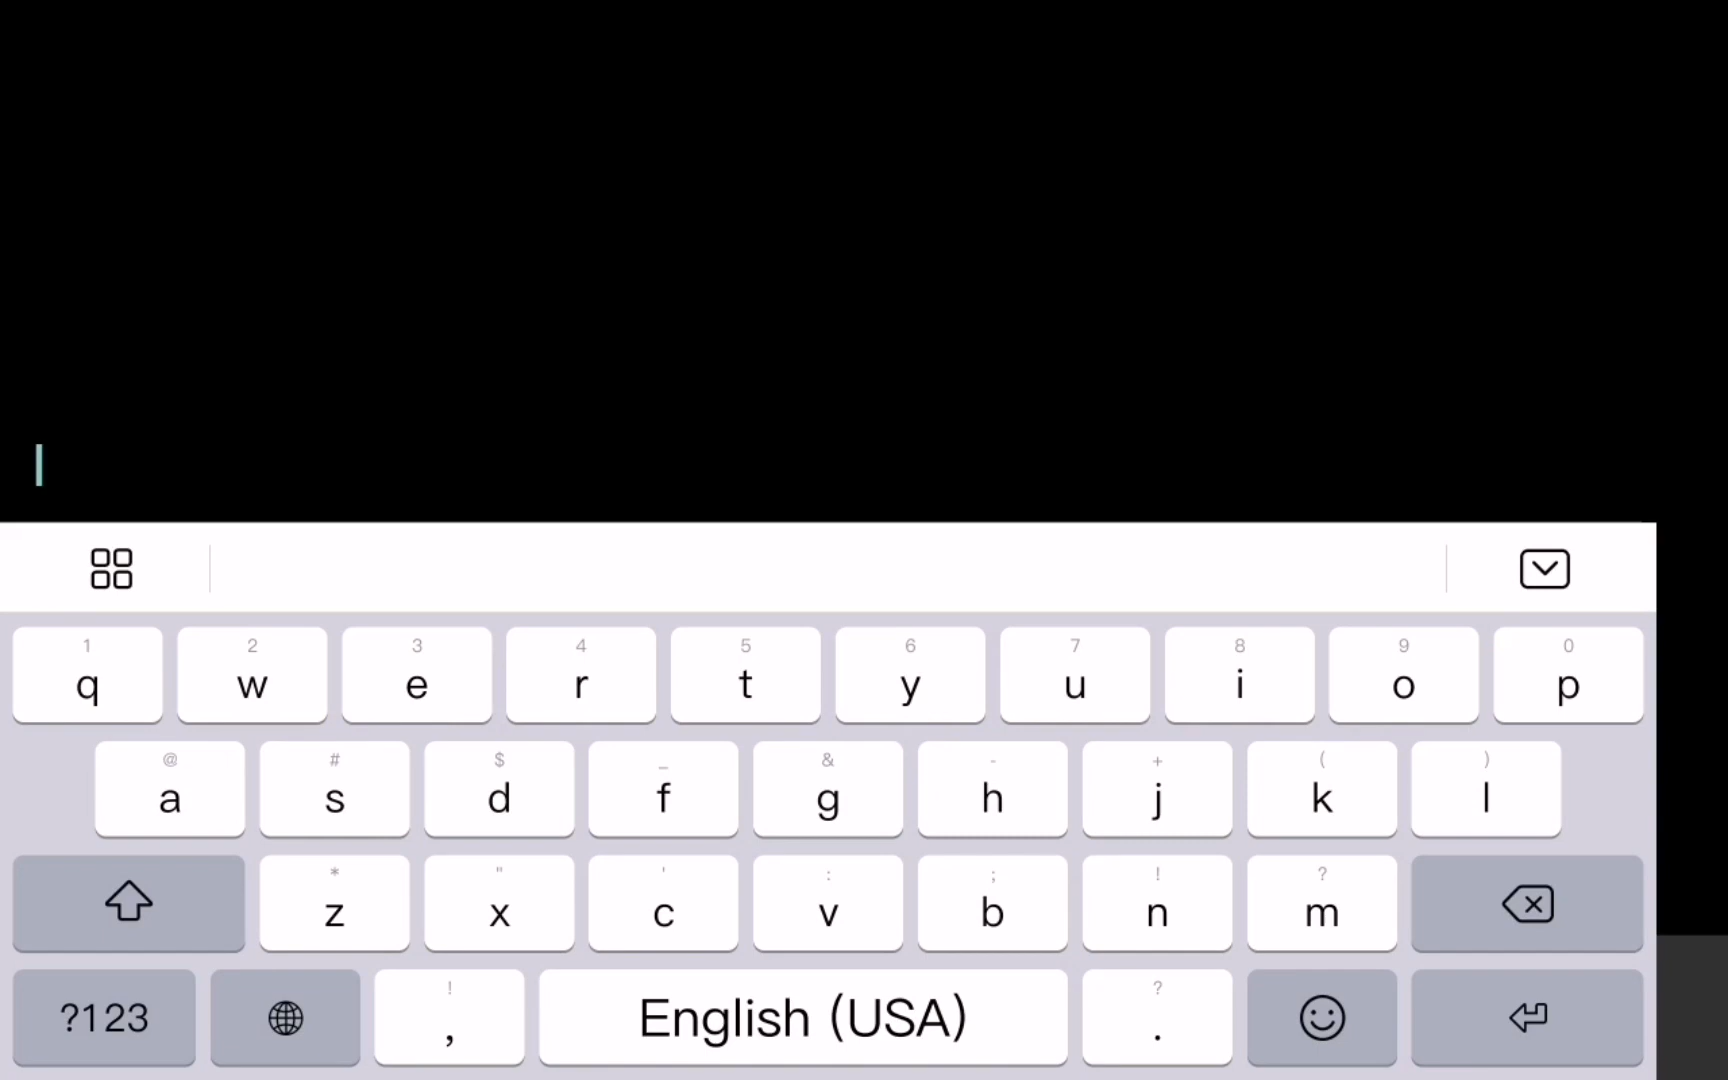 1 2 3 4 5 6 7 8 9 0
q w e r t y u i o p
@ # $ _ & - + ( )
a s d f g h j k l
* " ' : ; ! ?
z x c v b n m
! ?
?123 , English (USA) .